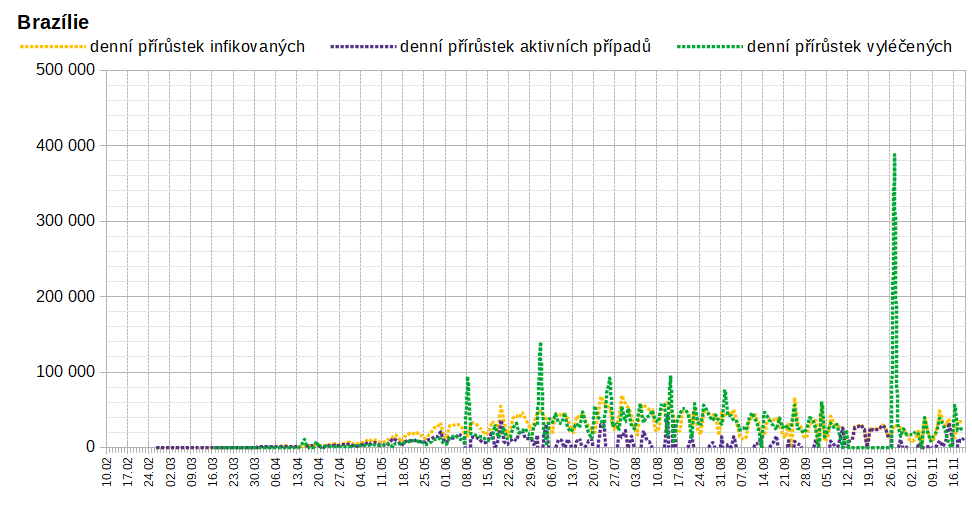 Brazílie
denní přírůstek infikovaných denní přírůstek aktivních případů denní přírůstek vyléčených
500 000
400 000
300 000
200 000
100 000
0
10.02 17.02 24.02 02.03 09.03 16.03 23.03 30.03 06.04 13.04 20.04 27.04 04.05 11.05 18.05 25.05 01.06 08.06 15.06 22.06 29.06 06.07 13.07 20.07 27.07 03.08 10.08 17.08 24.08 31.08 07.09 14.09 21.09 28.09 05.10 12.10 19.10 26.10 02.11 09.11 16.11